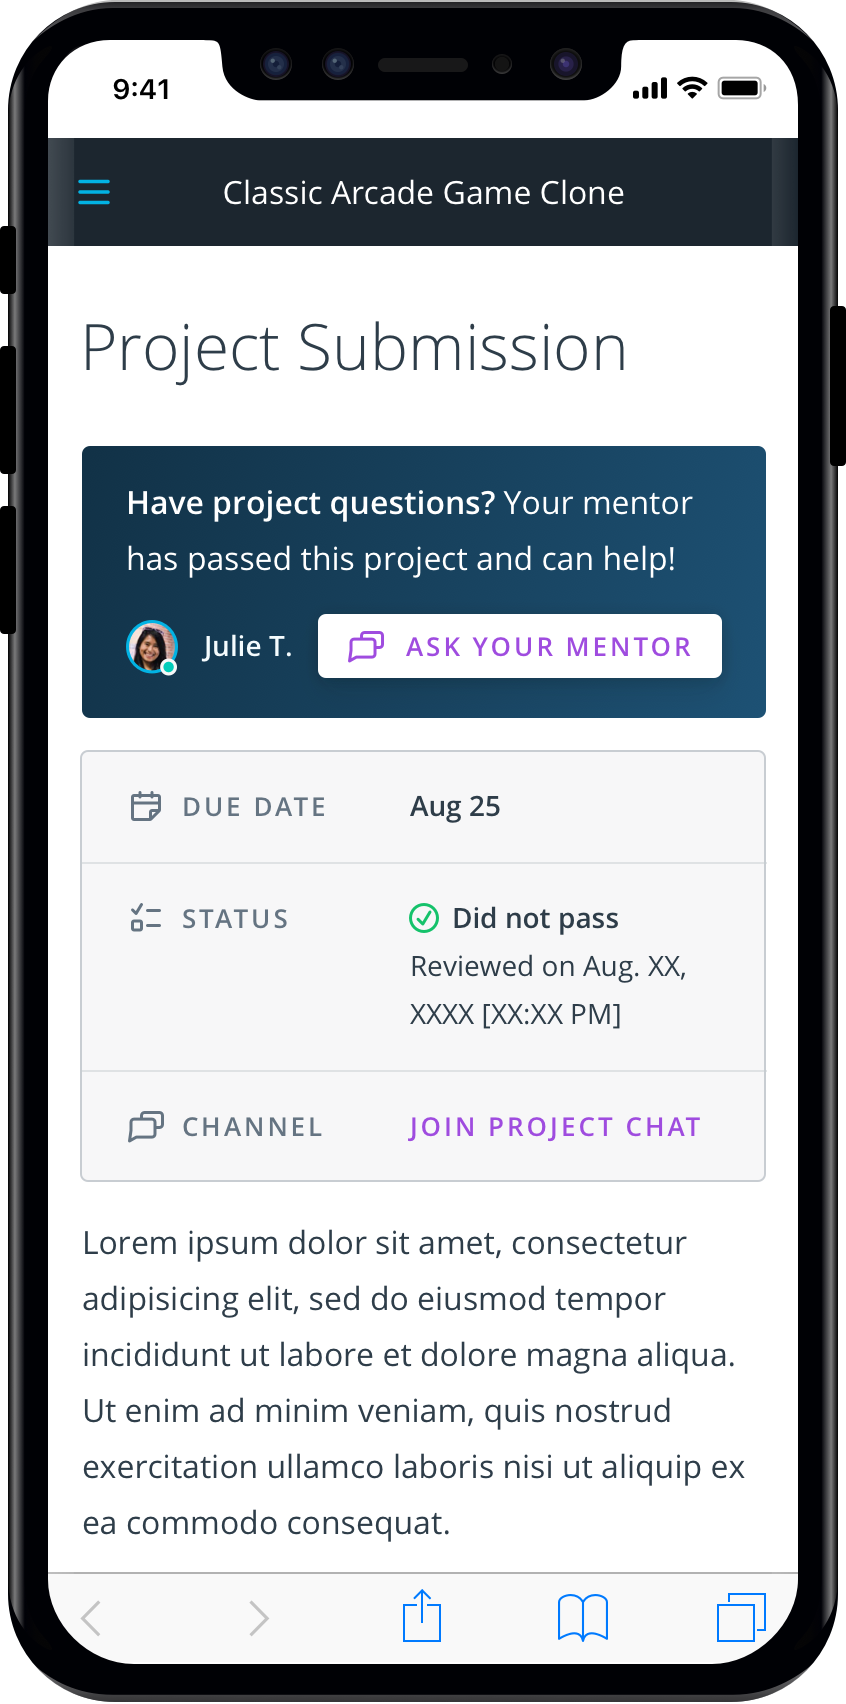 9:41
Classic Arcade Game Clone
Project Submission
Have project questions? Your mentor
has passed this project and can help!
Julie T.
ASK YOUR MENTOR
DUE DATE
Aug 25
STATUS
Did not pass
Reviewed on Aug. XX,
XXXX [XX:XX PM]
CHANNEL
JOIN PROJECT CHAT
Lorem ipsum dolor sit amet, consectetur
adipisicing elit, sed do eiusmod tempor
incididunt ut labore et dolore magna aliqua.
Ut enim ad minim veniam, quis nostrud
exercitation ullamco laboris nisi ut aliquip ex
ea commodo consequat.